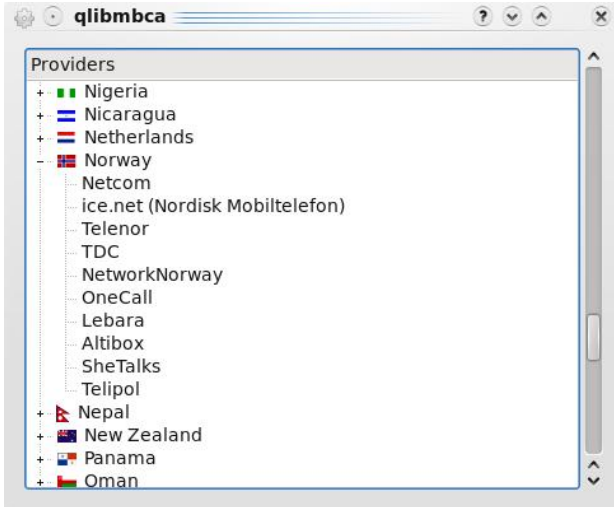 qlibmbca
?
Providers
Nigeria
Nicaragua
Netherlands
Norway
Netcom
ice.net (Nordisk Mobiltelefon)
Telenor
TDC
NetworkNorway
OneCall
Lebara
Altibox
SheTalks
Telipol
Nepal
New Zealand
Panama
Oman